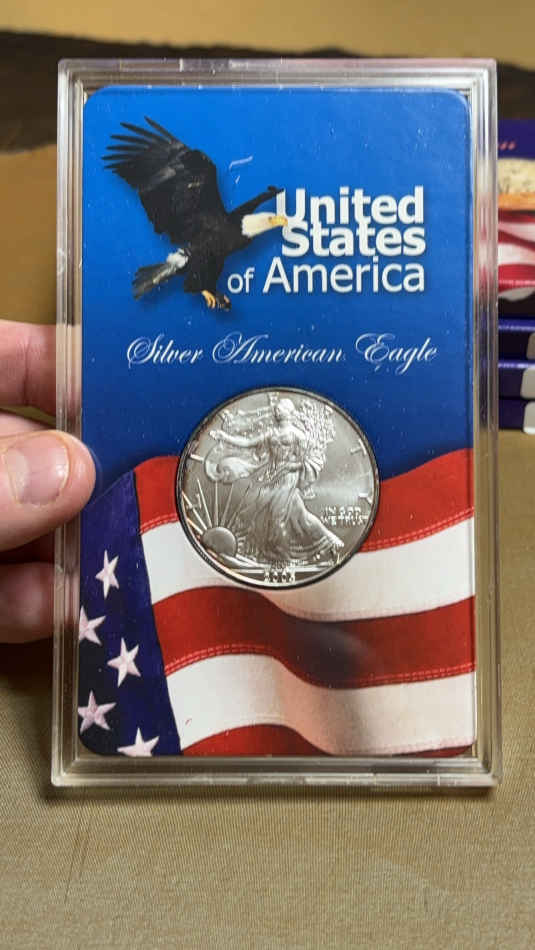 United
States
of America
Silver American Eagle
IN GOD
WE TRUST